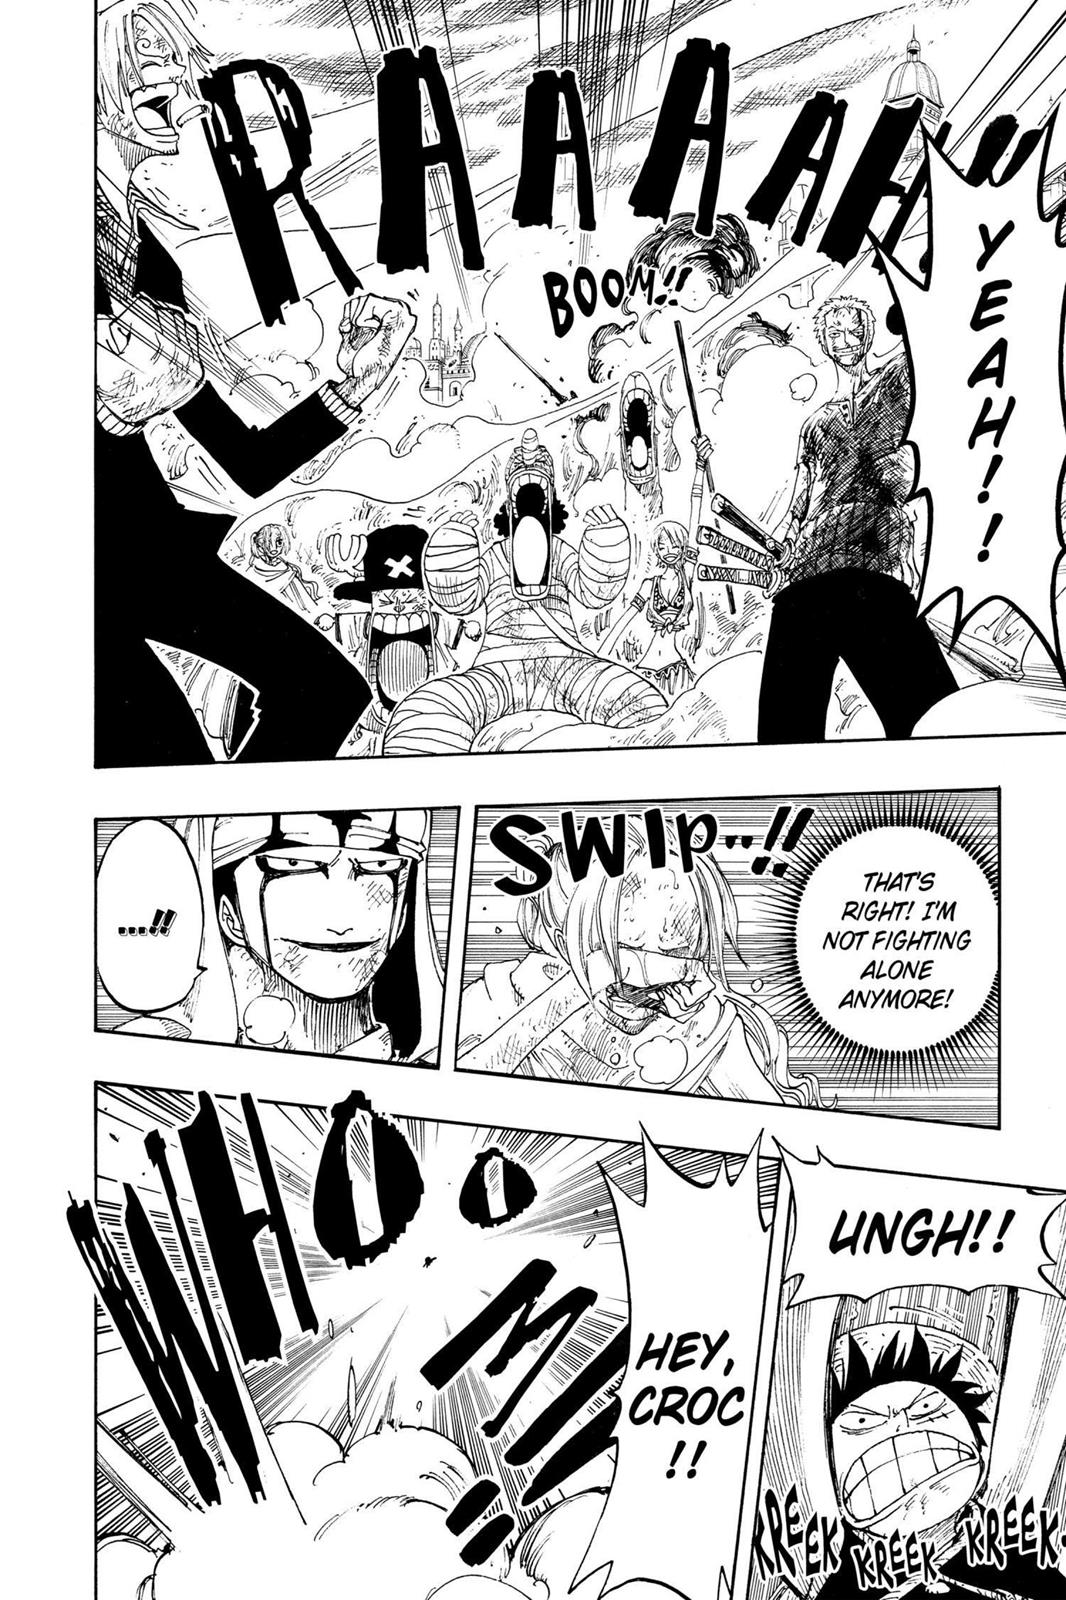 YEAH!!
RAAAAH
BOOM!!
THAT'S
RIGHT! I'M
NOT FIGHTING
ALONE
ANYMORE!
SWIP..!!
...!!
UNGH!!
KREEK
KREEK
KREEK
HEY,
CROC
!!
WHOOM!!